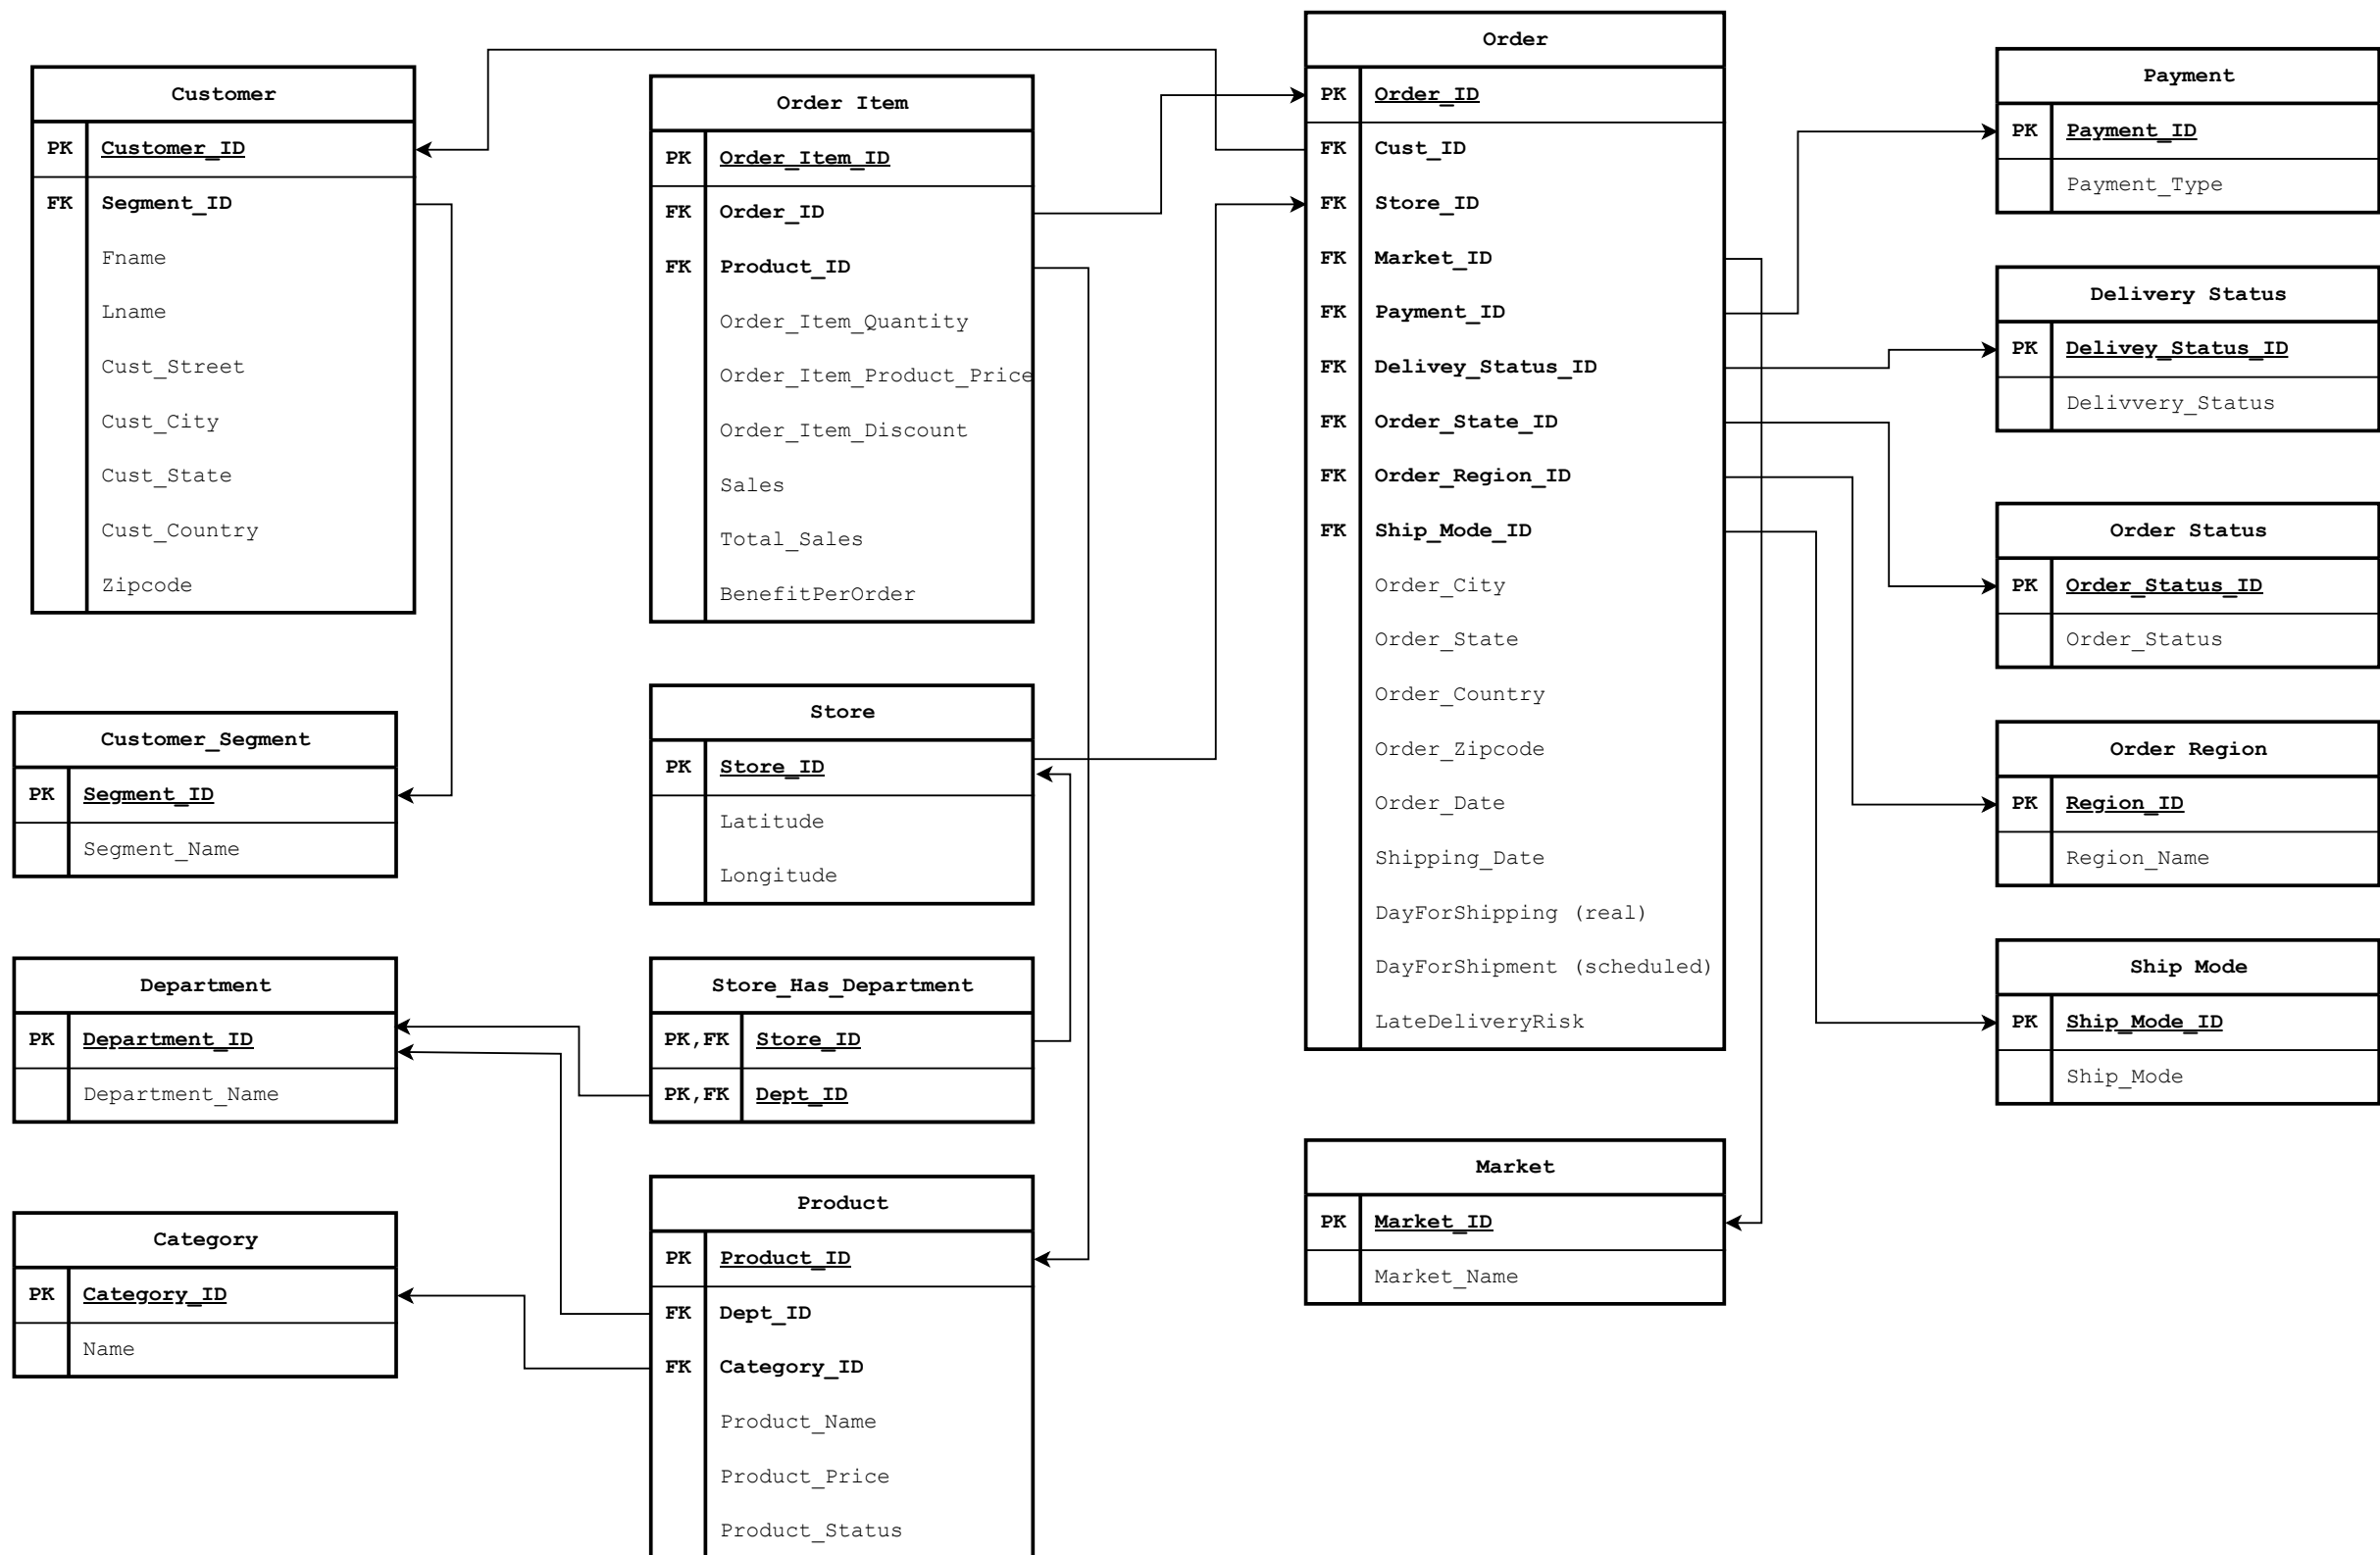 Customer
PK Customer_ID
FK Segment_ID
Fname
Lname
Cust_Street
Cust_City
Cust_State
Cust_Country
Zipcode
Customer_Segment
PK Segment_ID
Segment_Name
Department
PK Department_ID
Department_Name
Category
PK Category_ID
Name
Order Item
PK Order_Item_ID
FK Order_ID
FK Product_ID
Order_Item_Quantity
Order_Item_Product_Price
Order_Item_Discount
Sales
Total_Sales
BenefitPerOrder
Store
PK Store_ID
Latitude
Longitude
Store_Has_Department
PK,FK Store_ID
PK,FK Dept_ID
Product
PK Product_ID
FK Dept_ID
FK Category_ID
Product_Name
Product_Price
Product_Status
Order
PK Order_ID
FK Cust_ID
FK Store_ID
FK Market_ID
FK Payment_ID
FK Delivey_Status_ID
FK Order_State_ID
FK Order_Region_ID
FK Ship_Mode_ID
Order_City
Order_State
Order_Country
Order_Zipcode
Order_Date
Shipping_Date
DayForShipping (real)
DayForShipment (scheduled)
LateDeliveryRisk
Market
PK Market_ID
Market_Name
Payment
PK Payment_ID
Payment_Type
Delivery Status
PK Delivey_Status_ID
Delivvery_Status
Order Status
PK Order_Status_ID
Order_Status
Order Region
PK Region_ID
Region_Name
Ship Mode
PK Ship_Mode_ID
Ship_Mode